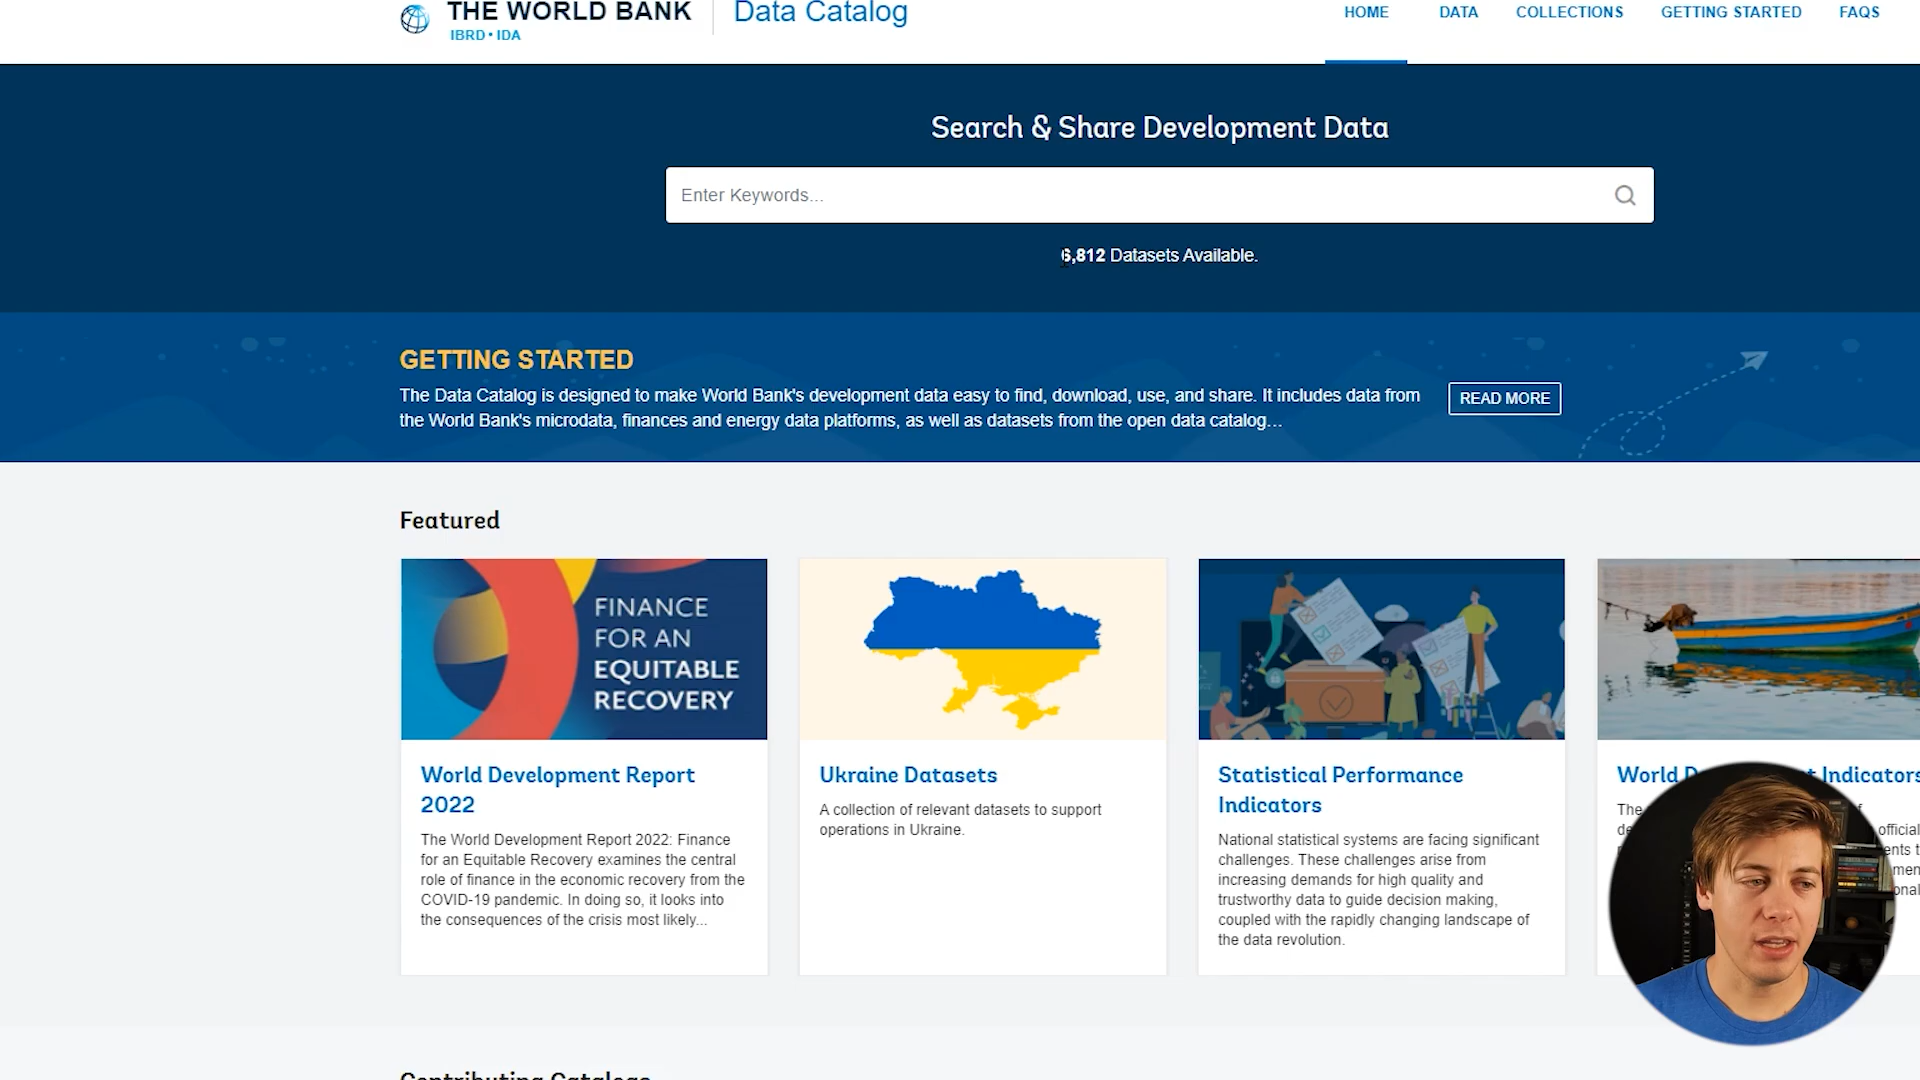 THE WORLD BANK
IBRD • IDA
Data Catalog
HOME
DATA
COLLECTIONS
GETTING STARTED
FAQS
Search & Share Development Data
Enter Keywords...
6,812 Datasets Available.
GETTING STARTED
The Data Catalog is designed to make World Bank's development data easy to find, download, use, and share. It includes data from
the World Bank's microdata, finances and energy data platforms, as well as datasets from the open data catalog...
READ MORE
Featured
FINANCE
FOR AN
EQUITABLE
RECOVERY
World Development Report
2022
The World Development Report 2022: Finance
for an Equitable Recovery examines the central
role of finance in the economic recovery from the
COVID-19 pandemic. In doing so, it looks into
the consequences of the crisis most likely...
Ukraine Datasets
A collection of relevant datasets to support
operations in Ukraine.
Statistical Performance
Indicators
National statistical systems are facing significant
challenges. These challenges arise from
increasing demands for high quality and
trustworthy data to guide decision making,
coupled with the rapidly changing landscape of
the data revolution.
World Indicators
The
official
Contributing Catalogs